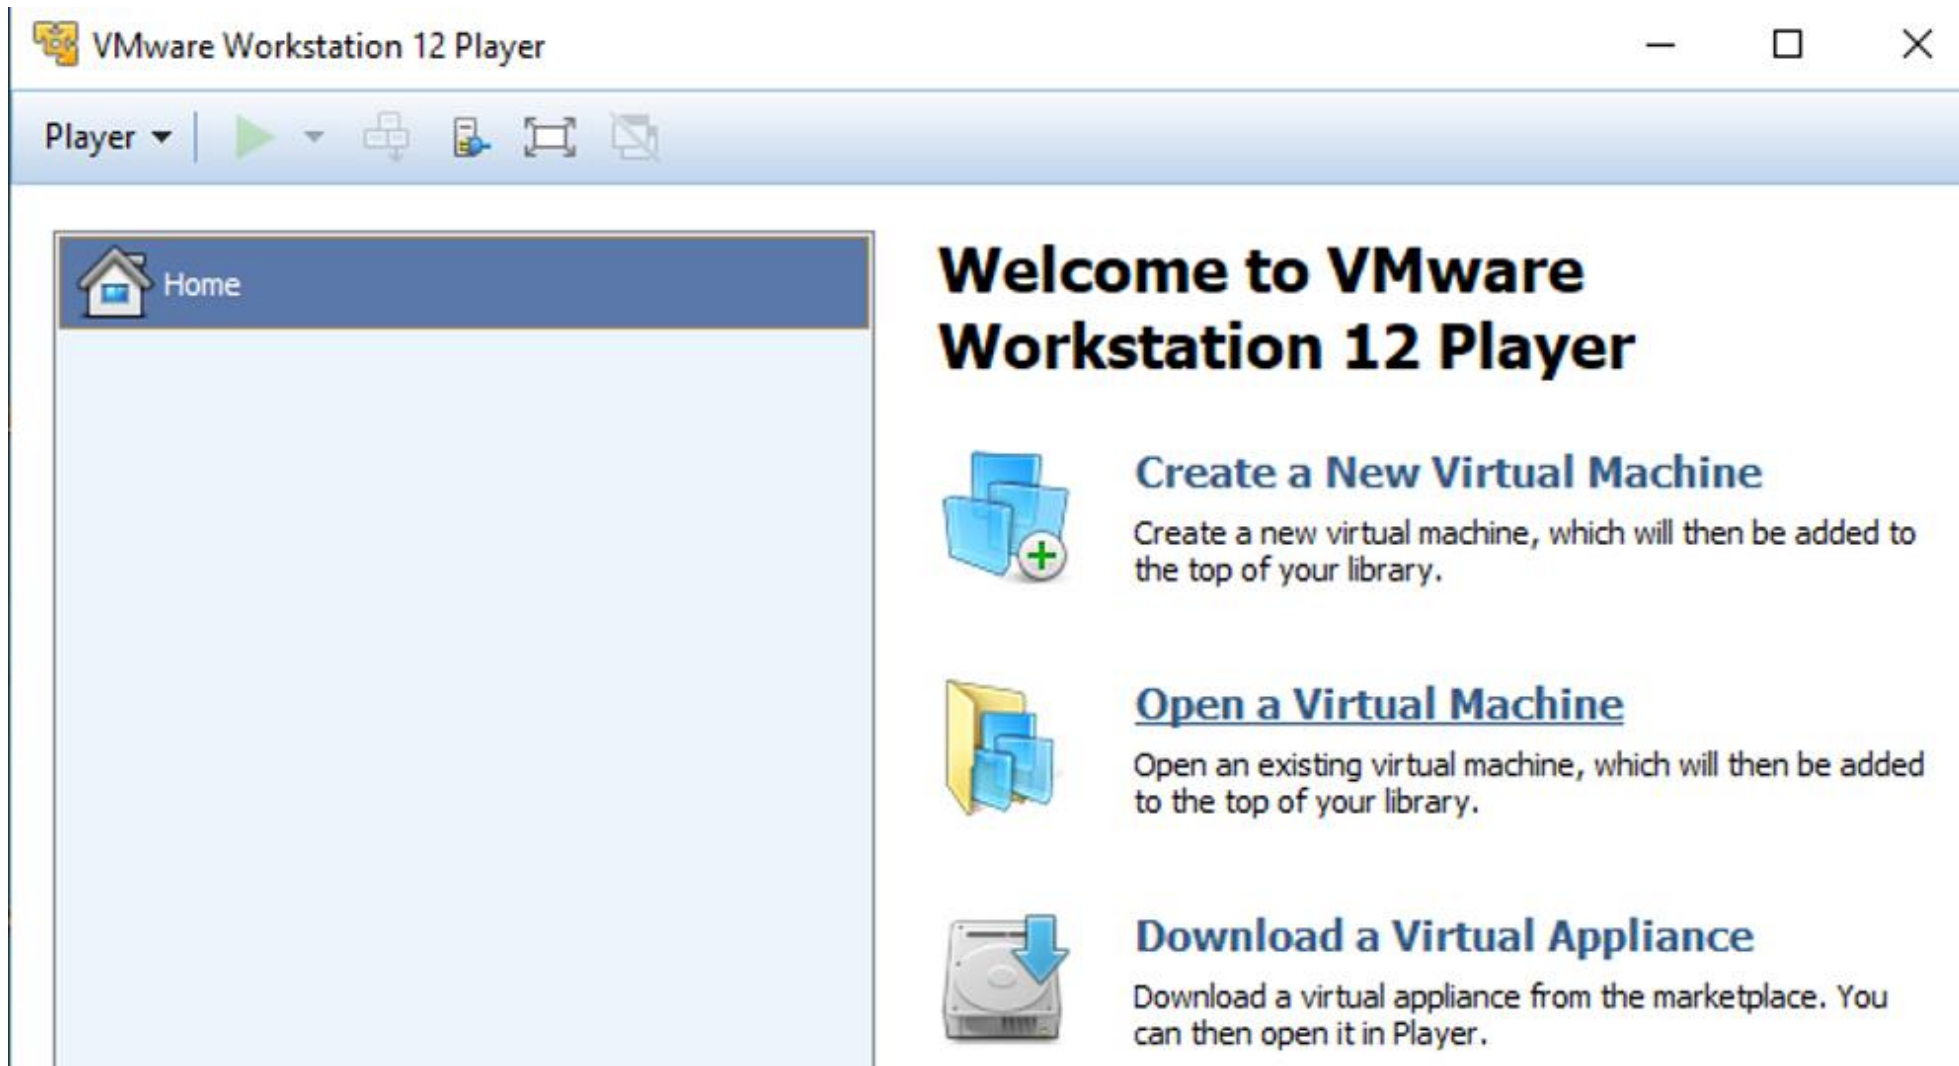 VMware Workstation 12 Player
Player
Home
Welcome to VMware
Workstation 12 Player
Create a New Virtual Machine
Create a new virtual machine, which will then be added to
the top of your library.
Open a Virtual Machine
Open an existing virtual machine, which will then be added
to the top of your library.
Download a Virtual Appliance
Download a virtual appliance from the marketplace. You
can then open it in Player.